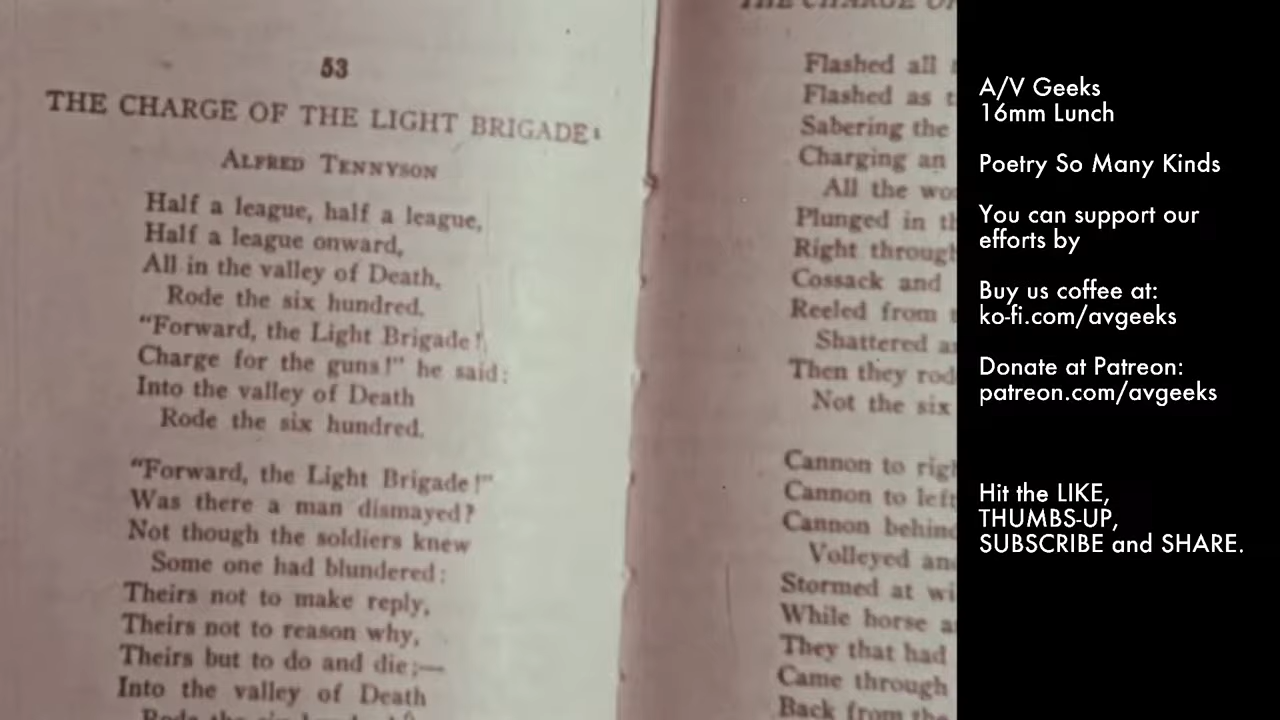 53
THE CHARGE OF THE LIGHT BRIGADE¹
ALFRED TENNYSON
Half a league, half a league,
Half a league onward,
All in the valley of Death,
Rode the six hundred.
“Forward, the Light Brigade!
Charge for the guns!” he said:
Into the valley of Death
Rode the six hundred.
“Forward, the Light Brigade!”
Was there a man dismayed?
Not though the soldiers knew
Some one had blundered:
Theirs not to make reply,
Theirs not to reason why,
Theirs but to do and die;—
Into the valley of Death
Rode the six
THE CHARGE OF
Flashed all
Flashed as
Sabering the
Charging an
All the
Plunged in
Right through
Cossack and
Reeled from
Shattered
Then they
Not the six
Cannon to
Cannon to left
Cannon behind
Volleyed
Stormed at
While horse
They that had
Came through
Back from the
A/V Geeks
16mm Lunch
Poetry So Many Kinds
You can support our
efforts by
Buy us coffee at:
ko-fi.com/avgeeks
Donate at Patreon:
patreon.com/avgeeks
Hit the LIKE,
THUMBS-UP,
SUBSCRIBE and SHARE.